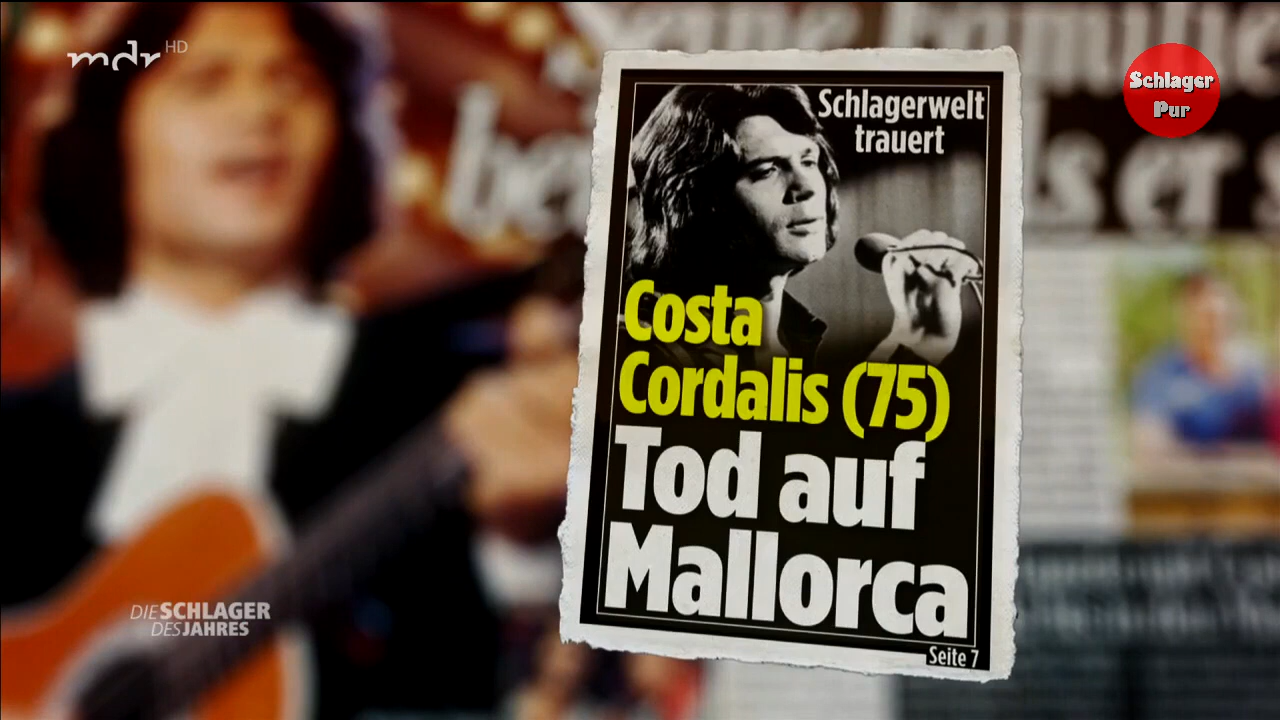 mdr HD
Schlager
Pur
Schlagerwelt
trauert
Costa
Cordalis (75)
Tod auf
Mallorca
Seite 7
DIE SCHLAGER
DES JAHRES